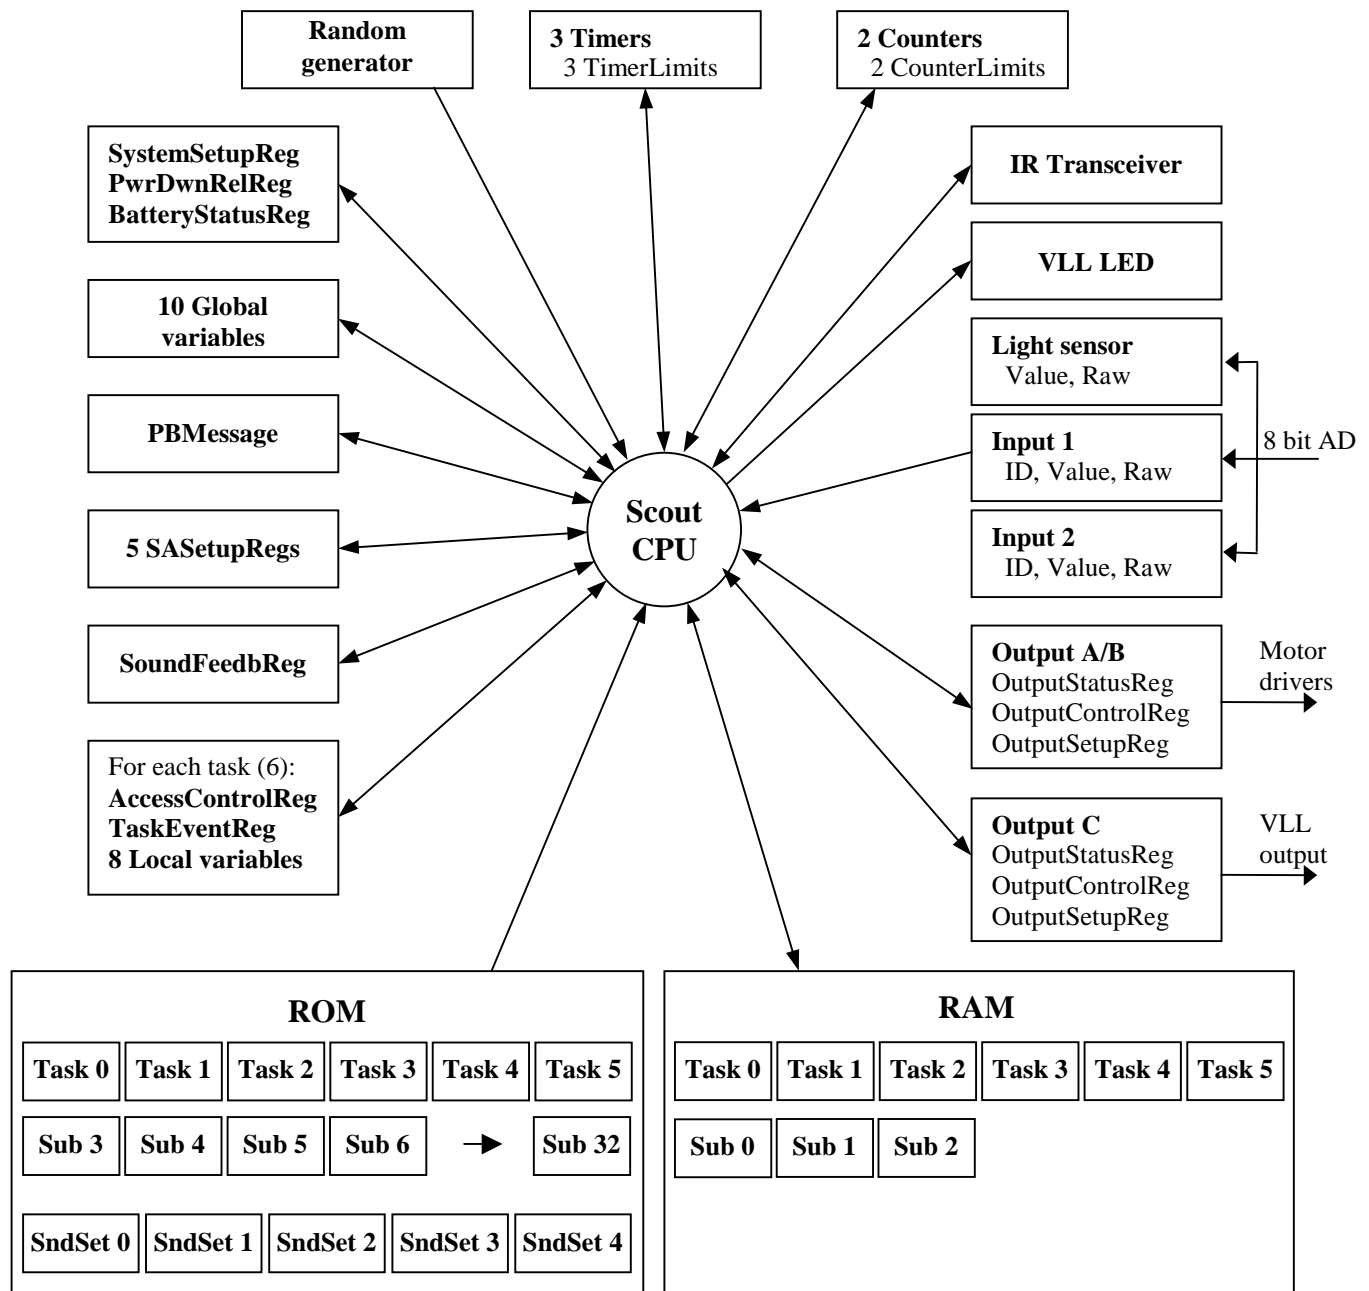 Random
generator
3 Timers
3 TimerLimits
2 Counters
2 CounterLimits
SystemSetupReg
PwrDwnRelReg
BatteryStatusReg
IR Transceiver
VLL LED
10 Global
variables
Light sensor
Value, Raw
PBMessage
Input 1
ID, Value, Raw
8 bit AD
Scout
CPU
5 SASetupRegs
Input 2
ID, Value, Raw
SoundFeedbReg
Output A/B
OutputStatusReg
OutputControlReg
OutputSetupReg
Motor
drivers
For each task (6):
AccessControlReg
TaskEventReg
8 Local variables
Output C
OutputStatusReg
OutputControlReg
OutputSetupReg
VLL
output
ROM
Task 0 Task 1 Task 2 Task 3 Task 4 Task 5
Sub 3 Sub 4 Sub 5 Sub 6 Sub 32
SndSet 0 SndSet 1 SndSet 2 SndSet 3 SndSet 4
RAM
Task 0 Task 1 Task 2 Task 3 Task 4 Task 5
Sub 0 Sub 1 Sub 2